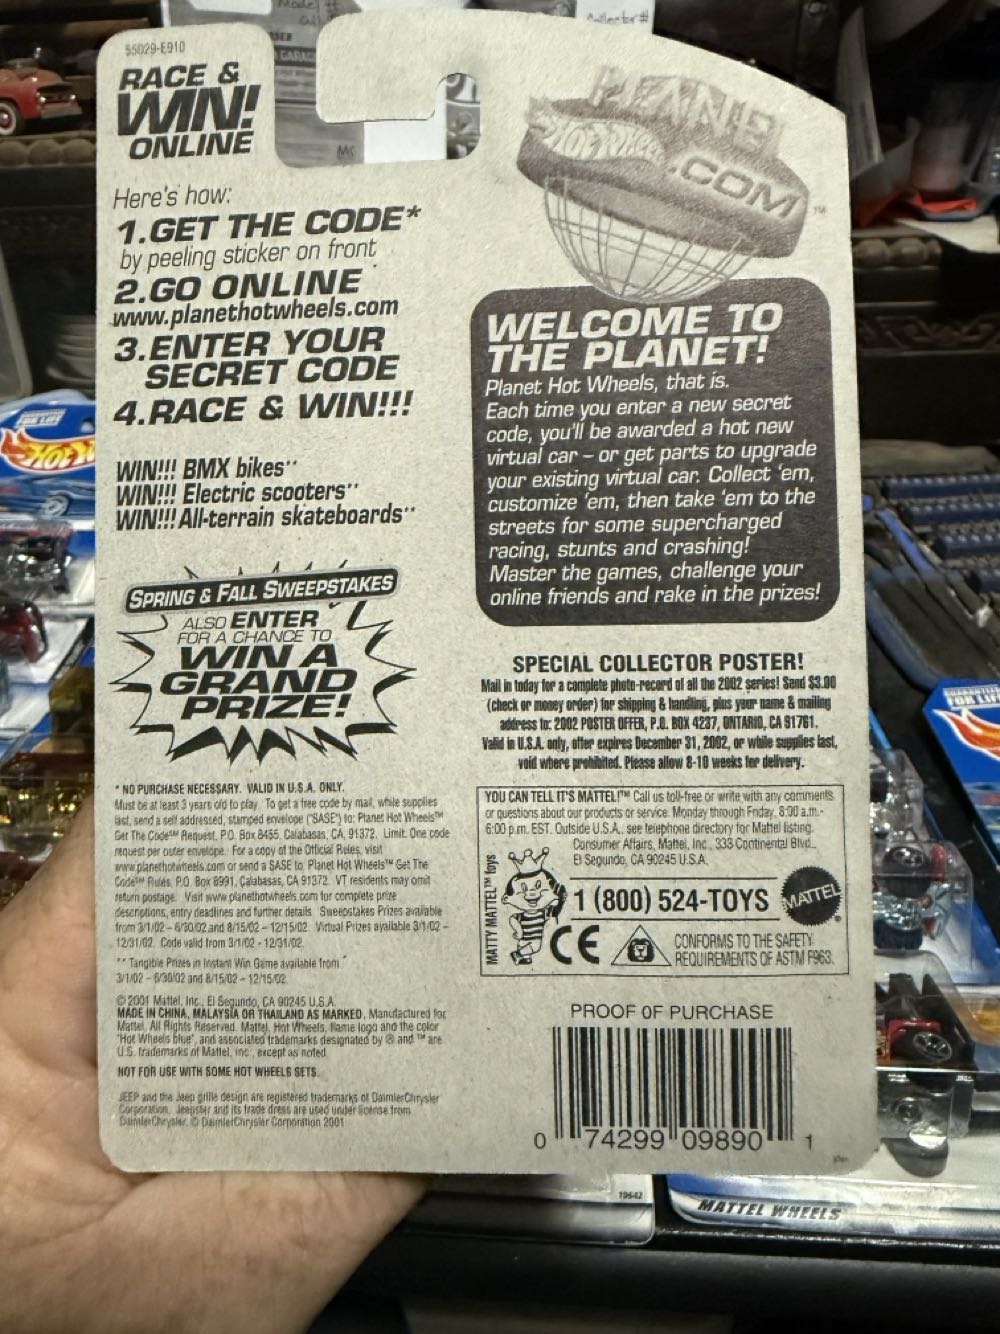 55029-E910
RACE &
WIN!
ONLINE
Here's how:
1.GET THE CODE*
by peeling sticker on front
2.GO ONLINE
www.planethotwheels.com
3.ENTER YOUR
SECRET CODE
4.RACE & WIN!!!
WIN!!! BMX bikes**
WIN!!! Electric scooters**
WIN!!! All-terrain skateboards**
SPRING & FALL SWEEPSTAKES
ALSO ENTER
FOR A CHANCE TO
WIN A
GRAND
PRIZE!
* NO PURCHASE NECESSARY. VALID IN U.S.A. ONLY.
Must be at least 3 years old to play. To get a free code by mail, while supplies
last, send a self addressed, stamped envelope ("SASE") to: Planet Hot Wheels™
Get The Code℠ Request, P.O. Box 8455, Calabasas, CA, 91372. Limit: One code
request per outer envelope. For a copy of the Official Rules, visit
www.planethotwheels.com or send a SASE to: Planet Hot Wheels™ Get The
Code℠ Rules, P.O. Box 8991, Calabasas, CA 91372. VT residents may omit
return postage. Visit www.planethotwheels.com for complete prize
descriptions, entry deadlines and further details. Sweepstakes Prizes available
from 3/1/02 – 6/30/02 and 8/15/02 – 12/15/02. Virtual Prizes available 3/1/02 –
12/31/02. Code valid from 3/1/02 - 12/31/02.
** Tangible Prizes in Instant Win Game available from
3/1/02 – 6/30/02 and 8/15/02 – 12/15/02.
© 2001 Mattel, Inc., El Segundo, CA 90245 U.S.A.
MADE IN CHINA, MALAYSIA OR THAILAND AS MARKED. Manufactured for
Mattel. All Rights Reserved. Mattel, Hot Wheels, flame logo and the color
"Hot Wheels blue", and associated trademarks designated by ® and ™ are
U.S. trademarks of Mattel, Inc., except as noted.
NOT FOR USE WITH SOME HOT WHEELS SETS.
JEEP and the Jeep grille design are registered trademarks of DaimlerChrysler
Corporation. Jeepster and its trade dress are used under license from
DaimlerChrysler. © DaimlerChrysler Corporation 2001
PLANET
HOT WHEELS
.COM™
WELCOME TO
THE PLANET!
Planet Hot Wheels, that is.
Each time you enter a new secret
code, you'll be awarded a hot new
virtual car – or get parts to upgrade
your existing virtual car. Collect 'em,
customize 'em, then take 'em to the
streets for some supercharged
racing, stunts and crashing!
Master the games, challenge your
online friends and rake in the prizes!
SPECIAL COLLECTOR POSTER!
Mail in today for a complete photo-record of all the 2002 series! Send $3.00
(check or money order) for shipping & handling, plus your name & mailing
address to: 2002 POSTER OFFER, P.O. BOX 4237, ONTARIO, CA 91761.
Valid in U.S.A. only, offer expires December 31, 2002, or while supplies last,
void where prohibited. Please allow 8-10 weeks for delivery.
YOU CAN TELL IT'S MATTEL!™ Call us toll-free or write with any comments
or questions about our products or service. Monday through Friday, 8:00 a.m.-
6:00 p.m. EST. Outside U.S.A., see telephone directory for Mattel listing.
Consumer Affairs, Mattel, Inc., 333 Continental Blvd.,
El Segundo, CA 90245 U.S.A.
MATTY MATTEL™ toys
1 (800) 524-TOYS
MATTEL®
CE
CONFORMS TO THE SAFETY
REQUIREMENTS OF ASTM F963.
PROOF OF PURCHASE
0 74299 09890 1
Model #
Collector #
MATTEL WHEELS